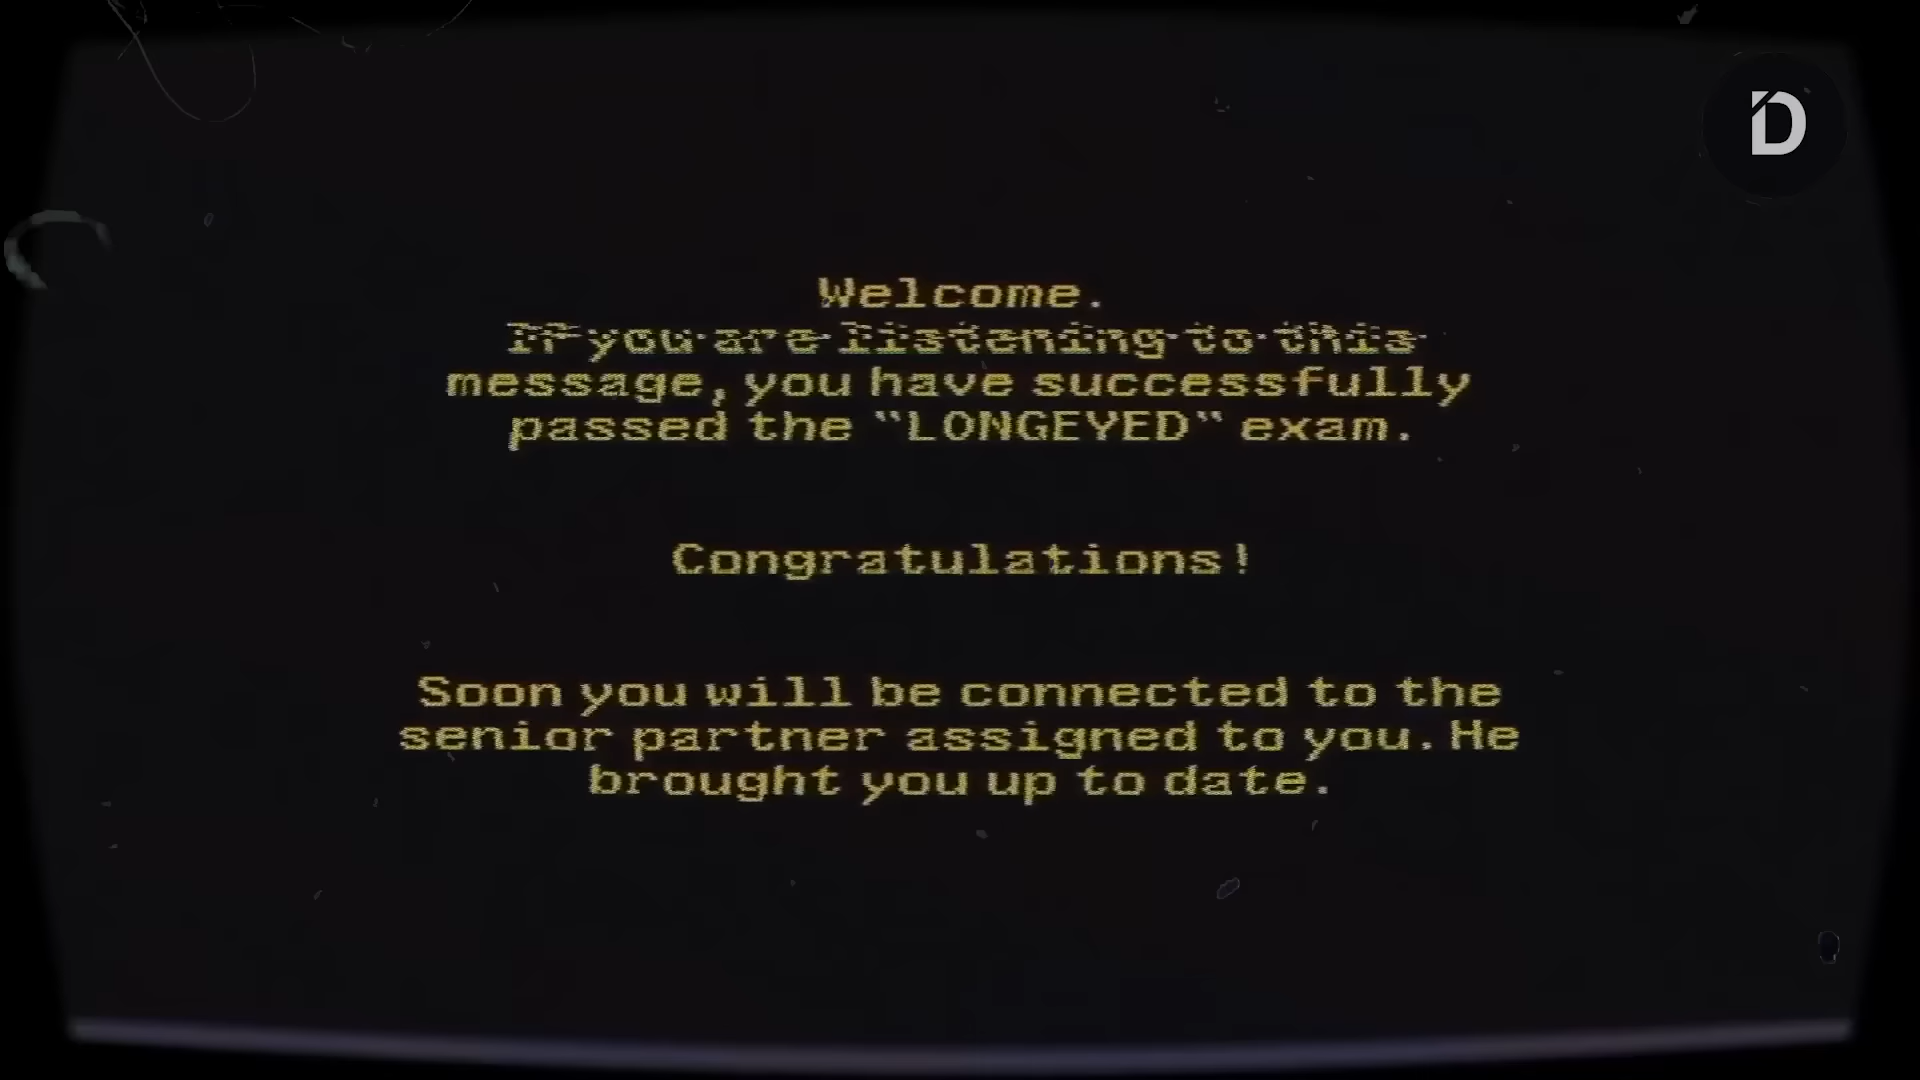 D
Welcome.
If you are listening to this
message, you have successfully
passed the "LONGEYED" exam.
Congratulations!
Soon you will be connected to the
senior partner assigned to you. He
brought you up to date.